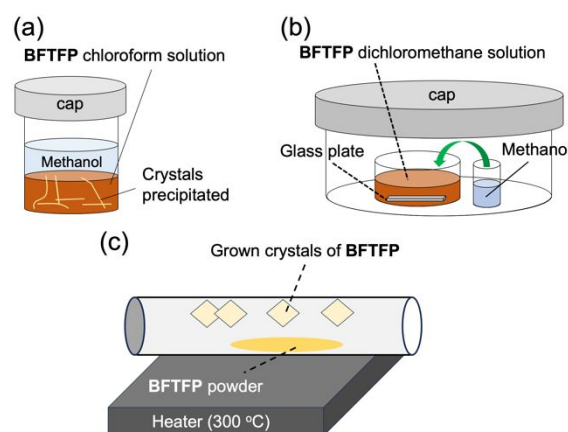 (a)
BFTFP chloroform solution
cap
Methanol
Crystals
precipitated
(b)
BFTFP dichloromethane solution
cap
Glass plate
Methano
(c)
Grown crystals of BFTFP
BFTFP powder
Heater (300 °C)